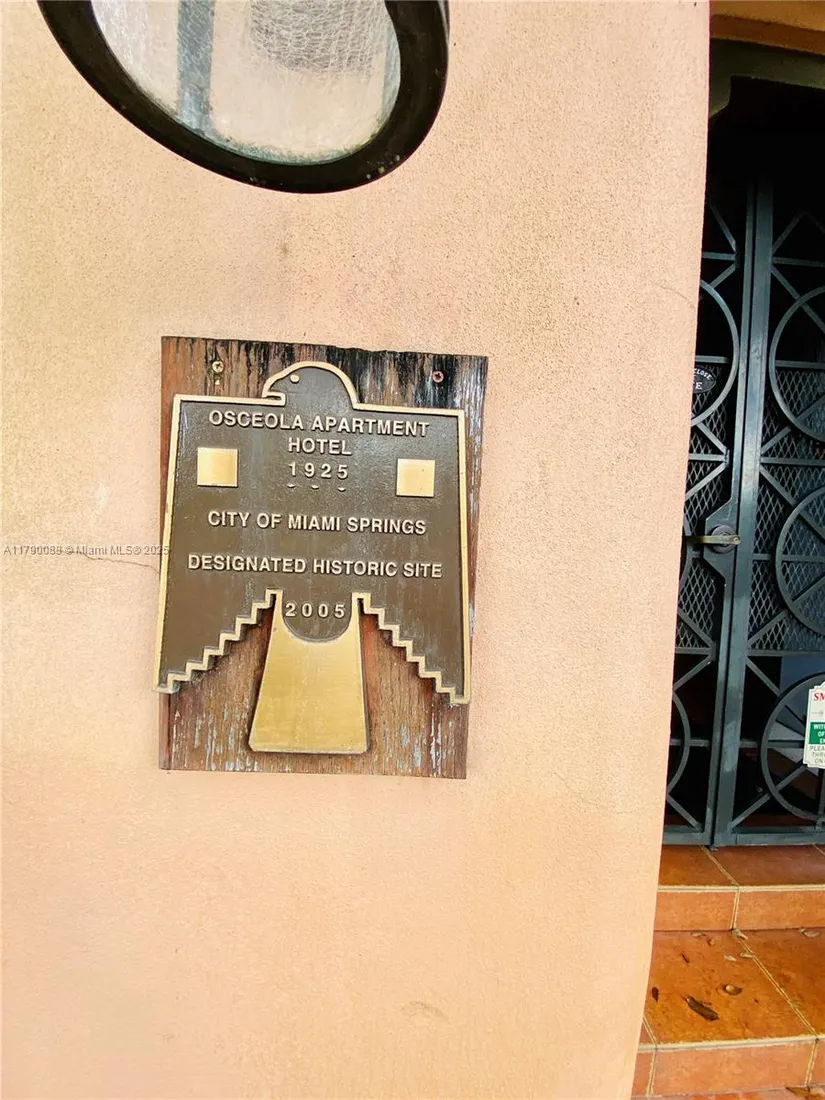 OSCEOLA APARTMENT
HOTEL
1925
CITY OF MIAMI SPRINGS
DESIGNATED HISTORIC SITE
2005
A11790089 © Miami MLS® 2025